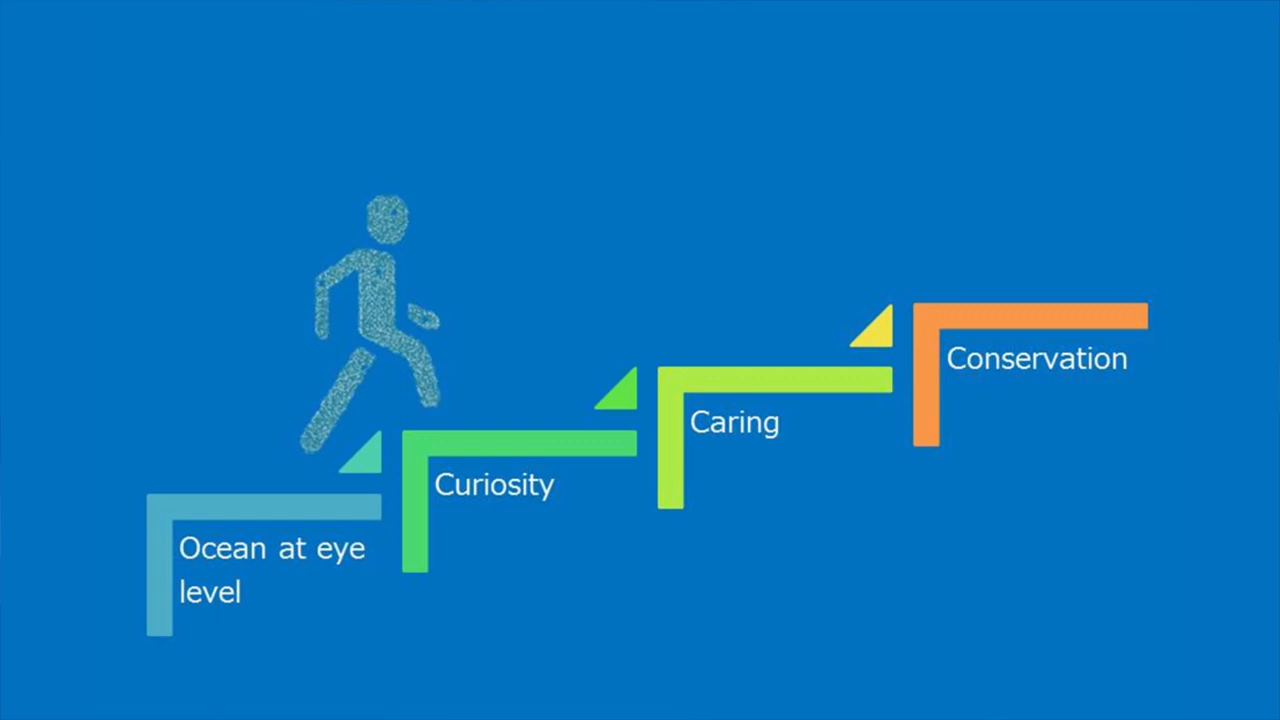 Ocean at eye
level
Curiosity
Caring
Conservation